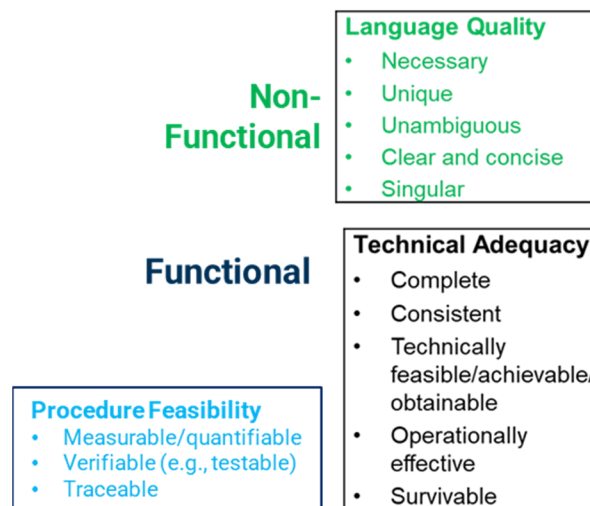 Language Quality
• Necessary
• Unique
• Unambiguous
• Clear and concise
• Singular
Non-
Functional
Functional
Technical Adequacy
• Complete
• Consistent
• Technically
feasible/achievable/
obtainable
• Operationally
effective
• Survivable
Procedure Feasibility
• Measurable/quantifiable
• Verifiable (e.g., testable)
• Traceable